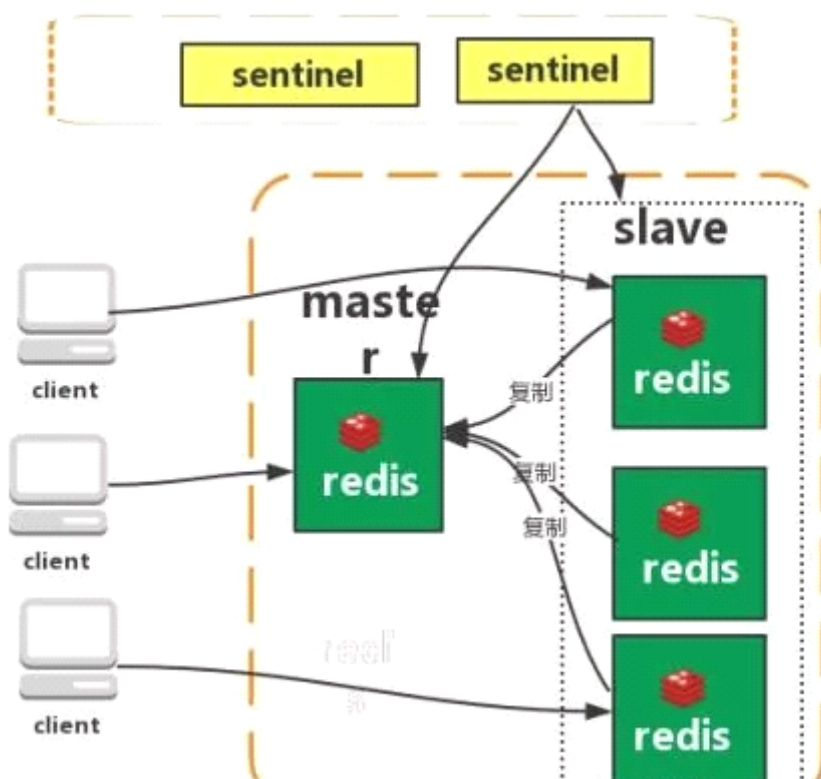 sentinel
sentinel
slave
maste
r
client
redis
复制
redis
复制
复制
client
redis
client
redis